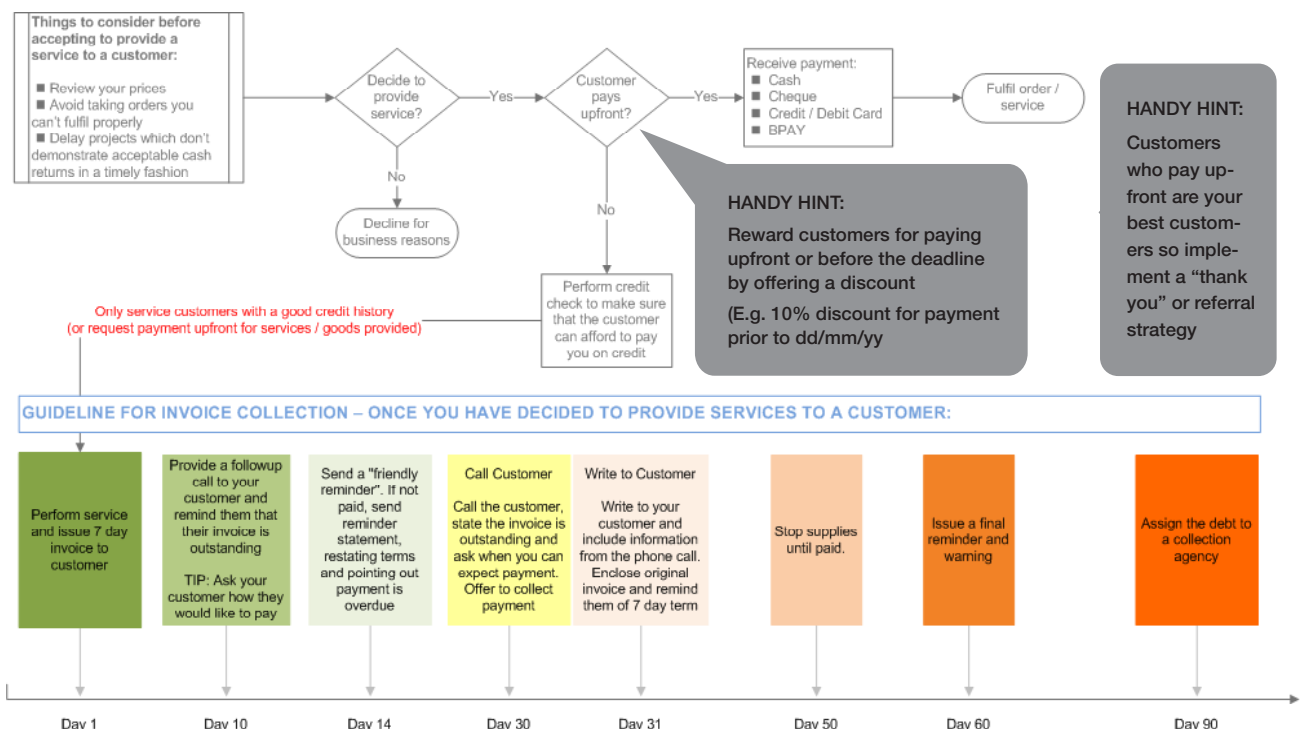 Things to consider before
accepting to provide a
service to a customer:
■ Review your prices
■ Avoid taking orders you
can't fulfil properly
■ Delay projects which don't
demonstrate acceptable cash
returns in a timely fashion
Decide to
provide
service?
Yes
No
Decline for
business reasons
Customer
pays
upfront?
Yes
No
Receive payment:
■ Cash
■ Cheque
■ Credit / Debit Card
■ BPAY
Fulfil order /
service
HANDY HINT:
Customers
who pay up-
front are your
best custom-
ers so imple-
ment a “thank
you” or referral
strategy
HANDY HINT:
Reward customers for paying
upfront or before the deadline
by offering a discount
(E.g. 10% discount for payment
prior to dd/mm/yy
Perform credit
check to make sure
that the customer
can afford to pay
you on credit
Only service customers with a good credit history
(or request payment upfront for services / goods provided)
GUIDELINE FOR INVOICE COLLECTION – ONCE YOU HAVE DECIDED TO PROVIDE SERVICES TO A CUSTOMER:
Perform service
and issue 7 day
invoice to
customer
Provide a followup
call to your
customer and
remind them that
their invoice is
outstanding
TIP: Ask your
customer how they
would like to pay
Send a "friendly
reminder". If not
paid, send
reminder
statement,
restating terms
and pointing out
payment is
overdue
Call Customer
Call the customer,
state the invoice is
outstanding and
ask when you can
expect payment.
Offer to collect
payment
Write to Customer
Write to your
customer and
include information
from the phone call.
Enclose original
invoice and remind
them of 7 day term
Stop supplies
until paid.
Issue a final
reminder and
warning
Assign the debt to
a collection
agency
Day 1
Day 10
Day 14
Day 30
Day 31
Day 50
Day 60
Day 90